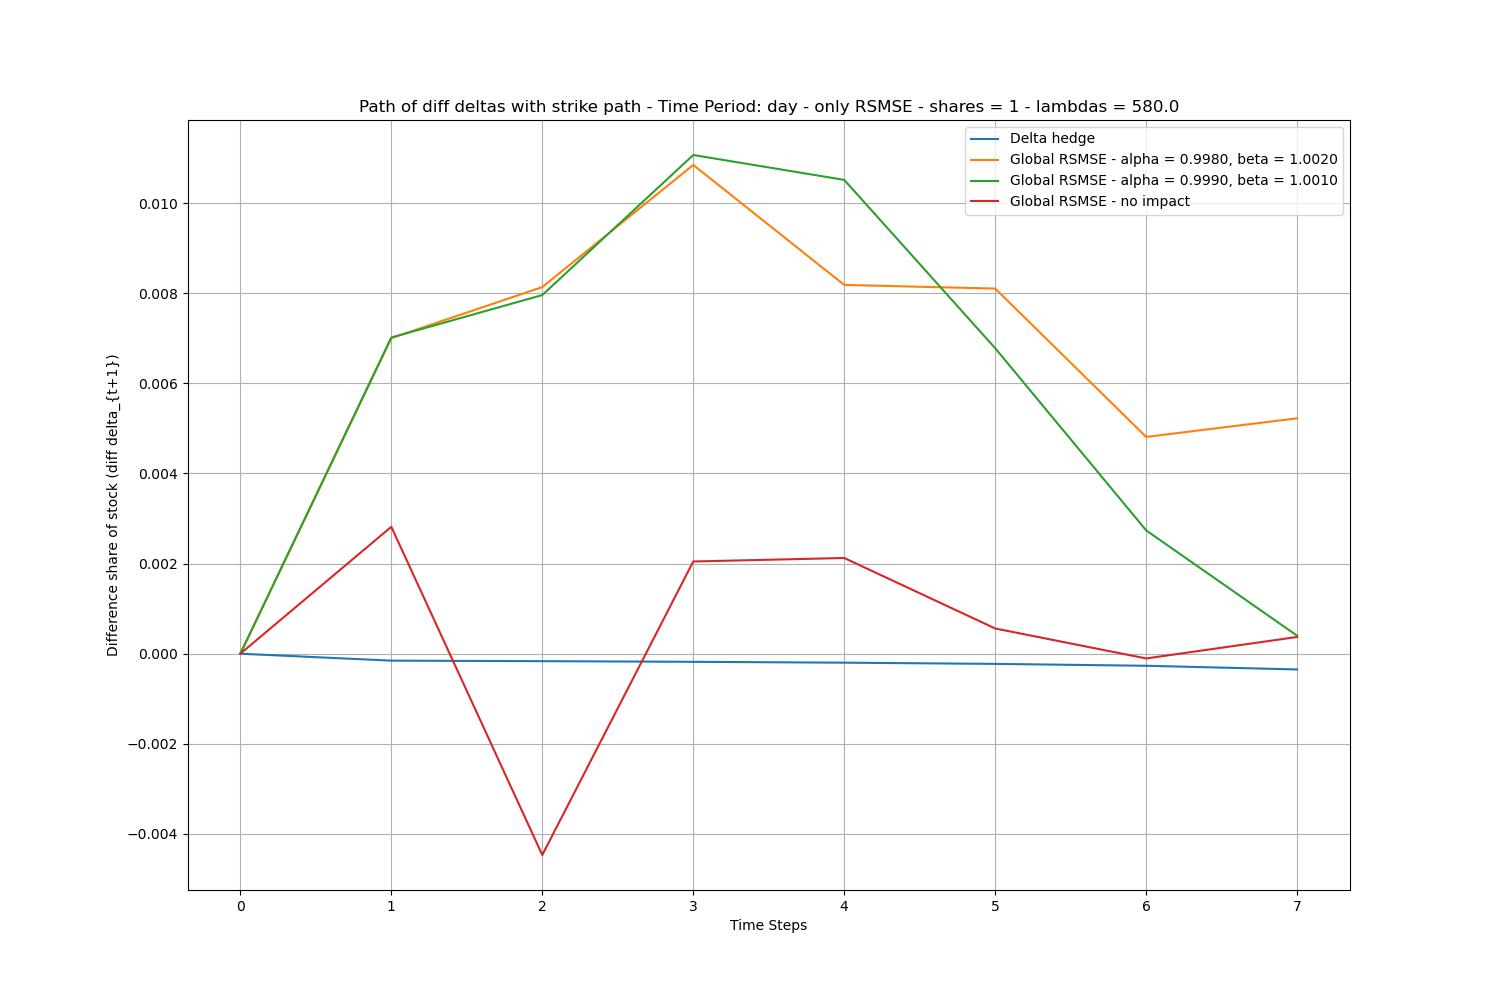 Path of diff deltas with strike path - Time Period: day - only RSMSE - shares = 1 - lambdas = 580.0
Delta hedge
Global RSMSE - alpha = 0.9980, beta = 1.0020
Global RSMSE - alpha = 0.9990, beta = 1.0010
Global RSMSE - no impact
Difference share of stock (diff delta_{t+1})
0.010
0.008
0.006
0.004
0.002
0.000
−0.002
−0.004
0 1 2 3 4 5 6 7
Time Steps